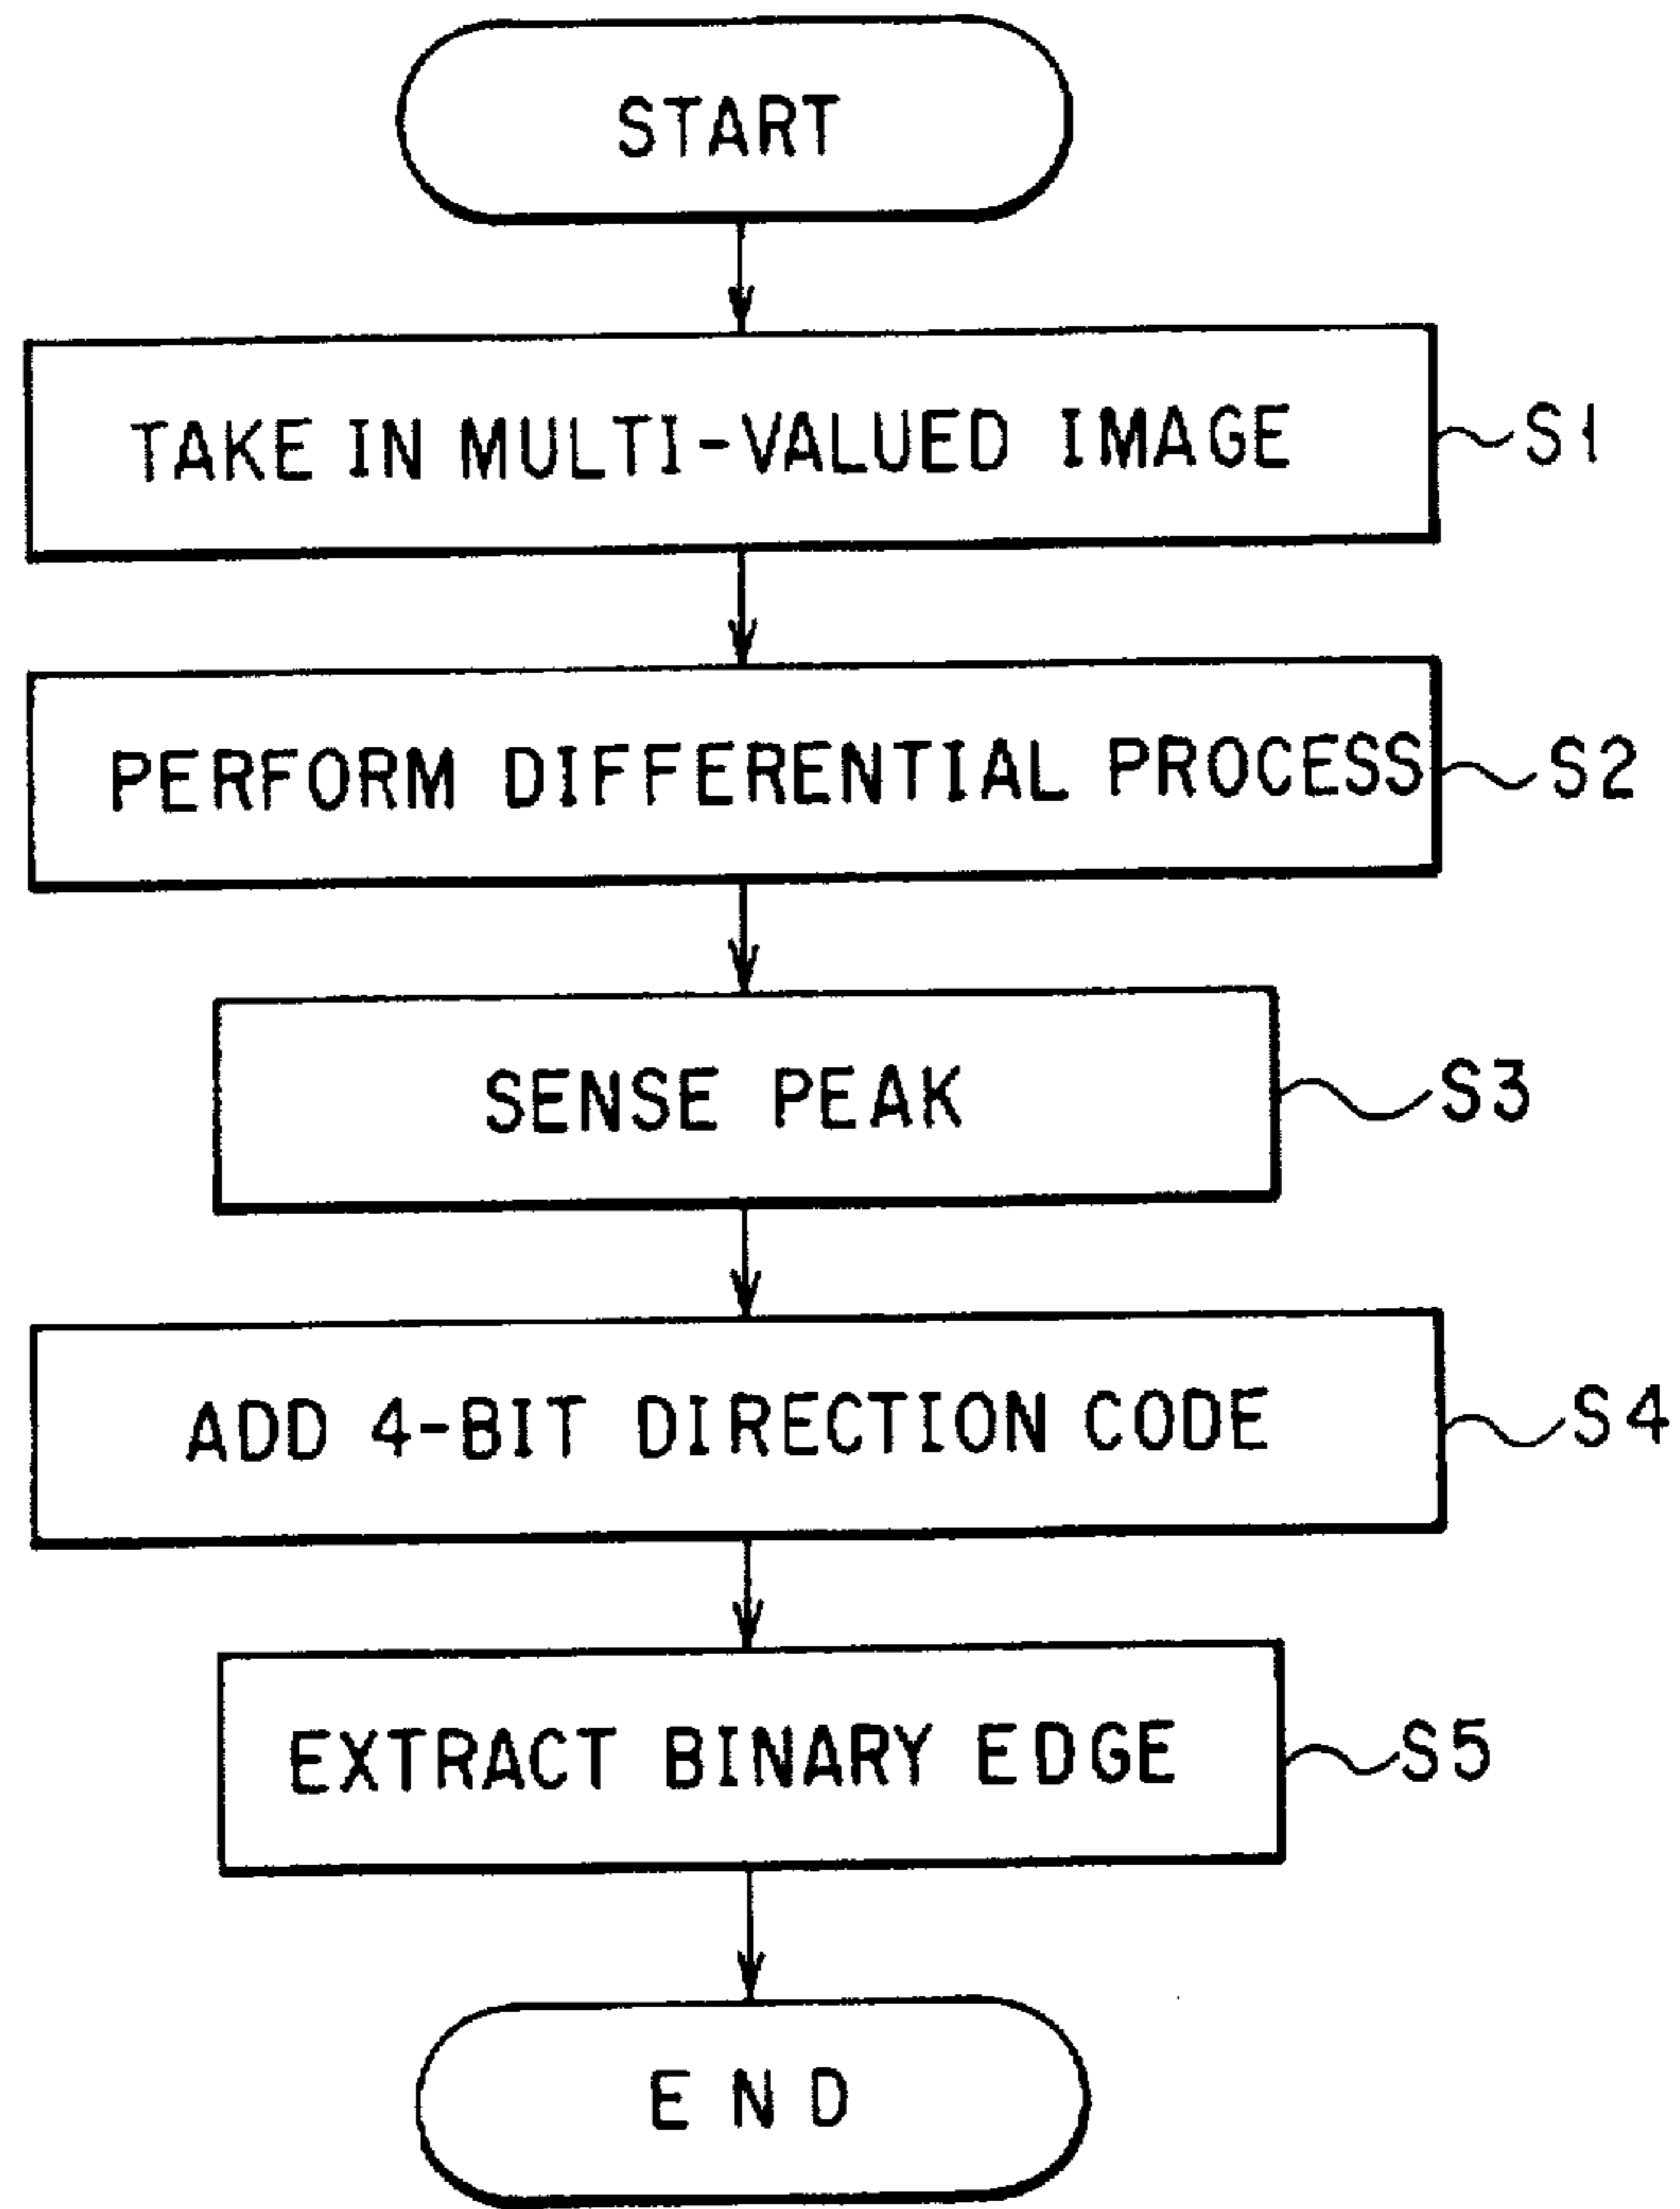 START
TAKE IN MULTI-VALUED IMAGE S1
PERFORM DIFFERENTIAL PROCESS S2
SENSE PEAK S3
ADD 4-BIT DIRECTION CODE S4
EXTRACT BINARY EDGE S5
END